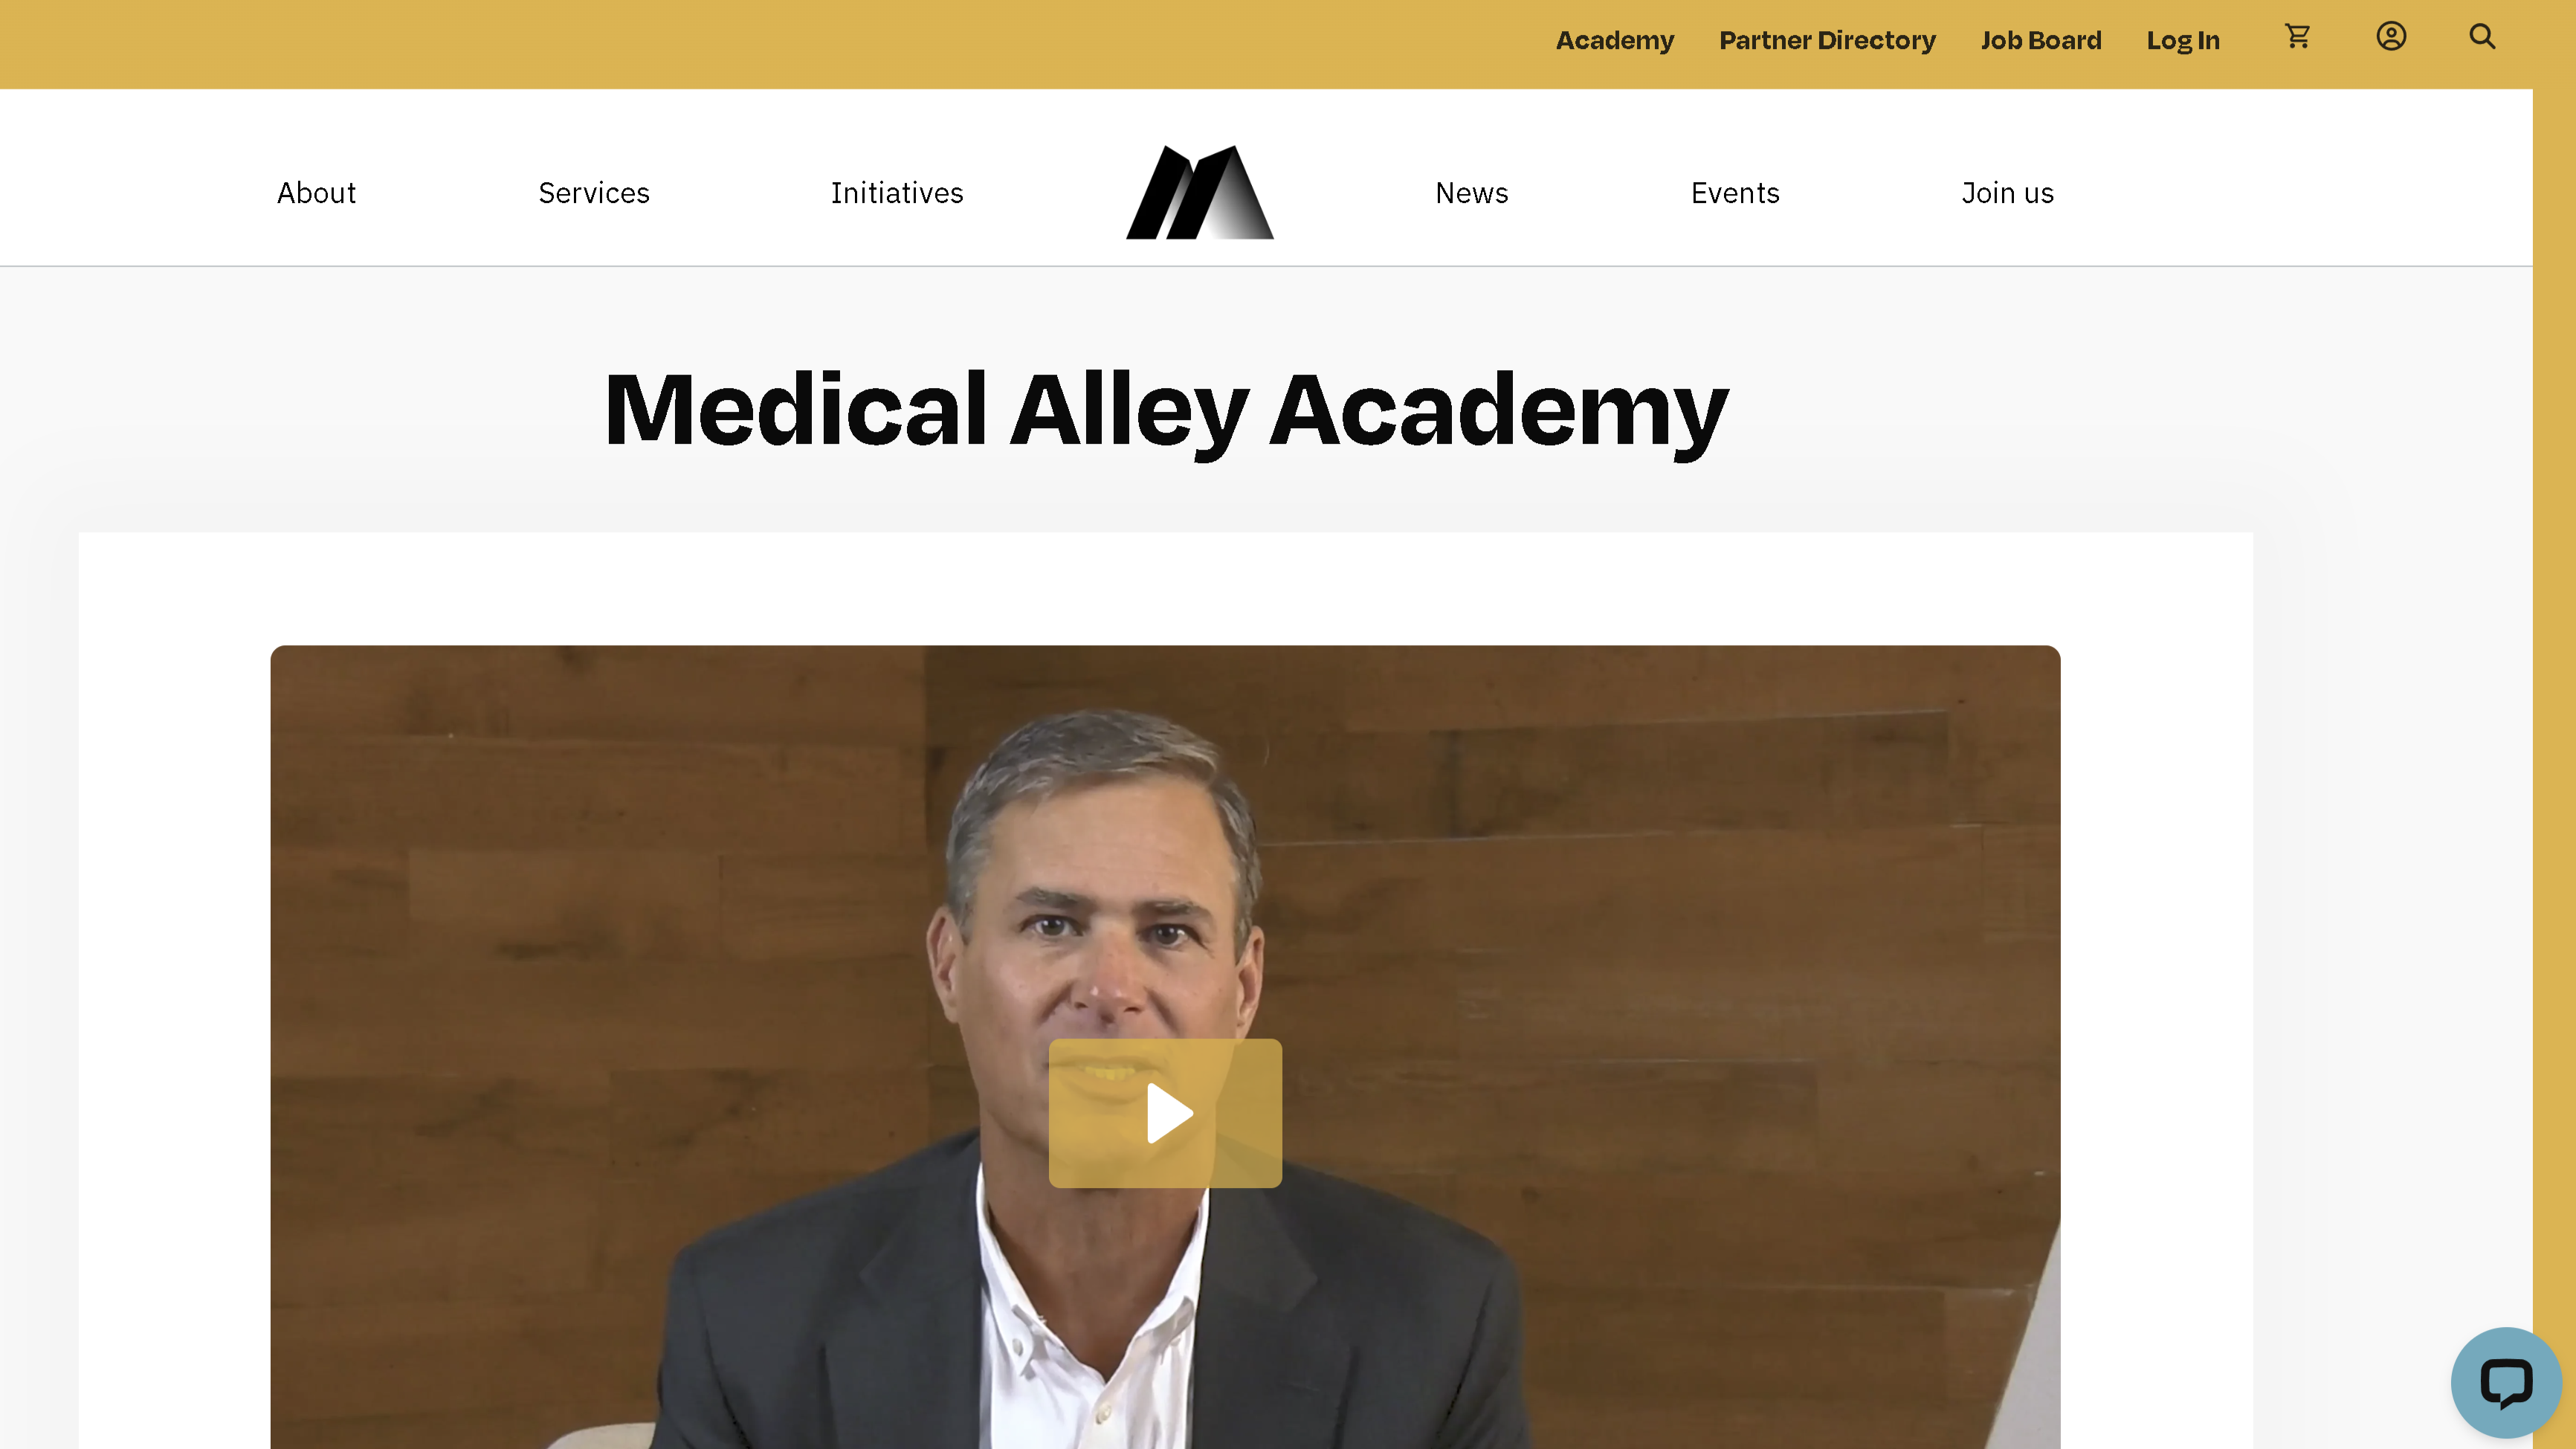 Academy Partner Directory Job Board Log In
About Services Initiatives News Events Join us
Medical Alley Academy